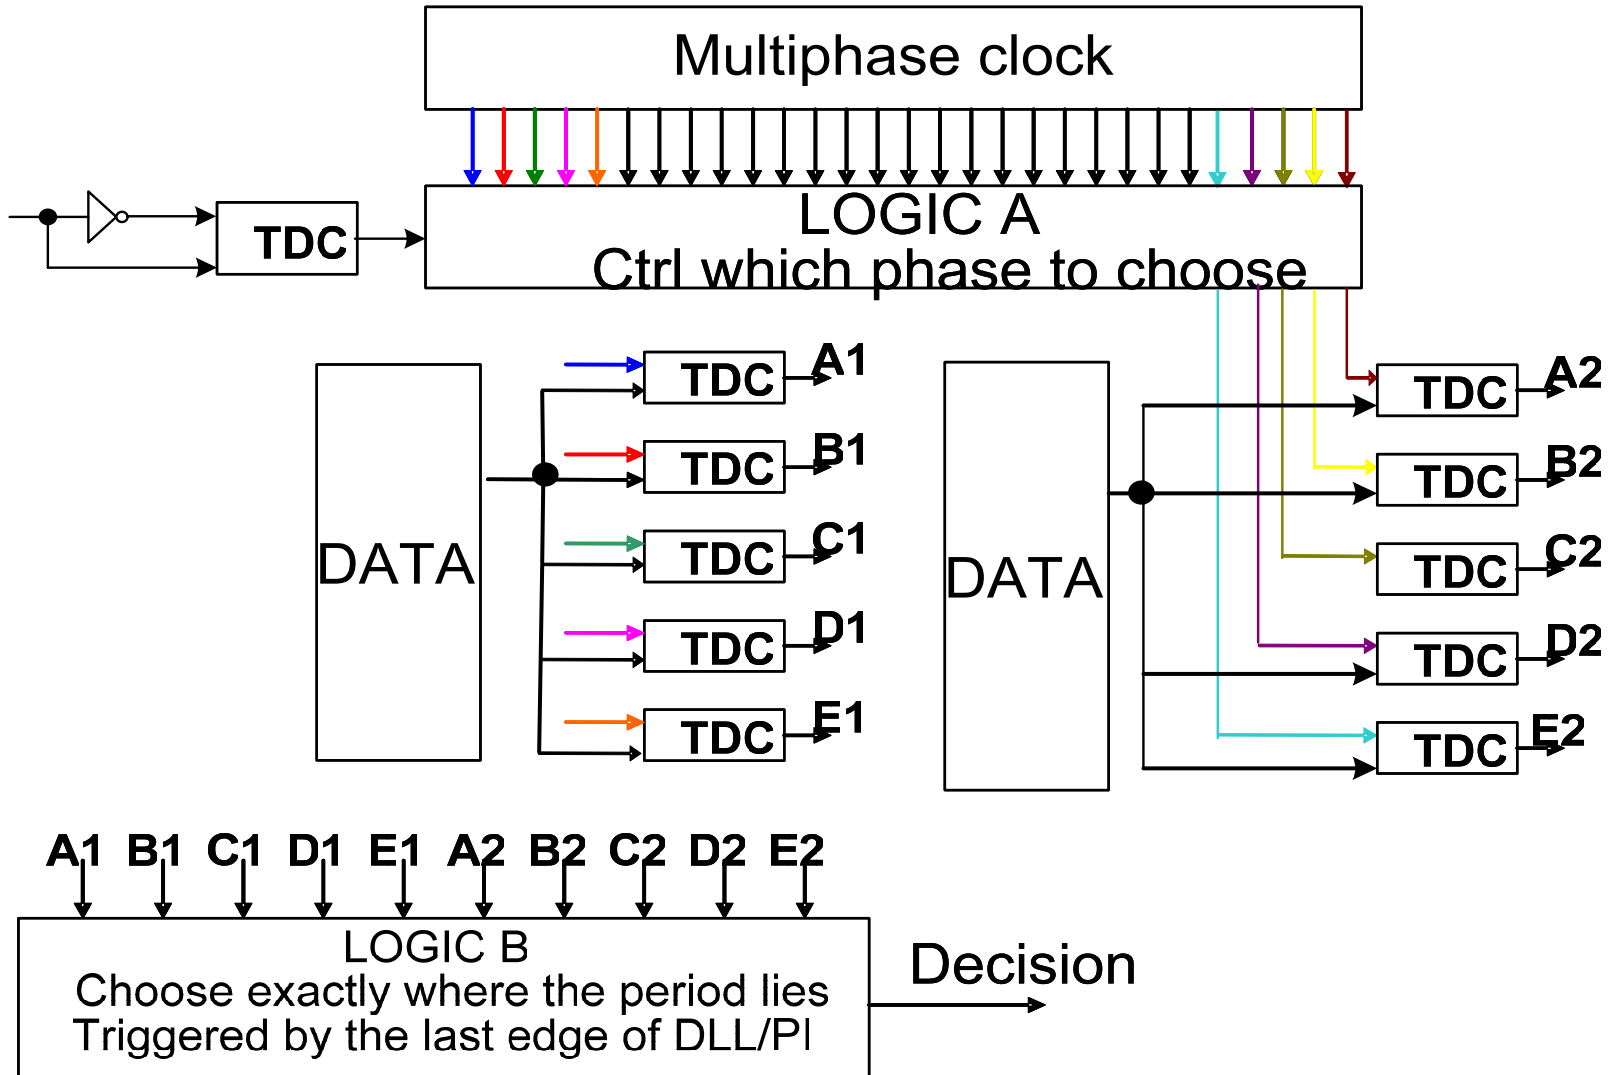 Multiphase clock
LOGIC A
Ctrl which phase to choose
TDC
DATA
TDC A1
TDC B1
TDC C1
TDC D1
TDC E1
DATA
TDC A2
TDC B2
TDC C2
TDC D2
TDC E2
A1 B1 C1 D1 E1 A2 B2 C2 D2 E2
LOGIC B
Choose exactly where the period lies
Triggered by the last edge of DLL/PI
Decision